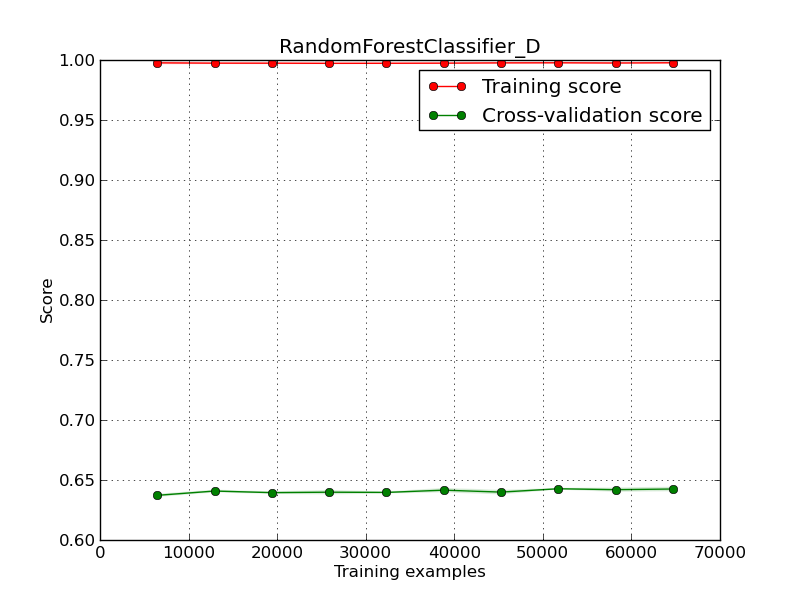 RandomForestClassifier_D
1.00
Training score
Cross-validation score
0.95
0.90
0.85
0.80
Score
0.75
0.70
0.65
0.60
0 10000 20000 30000 40000 50000 60000 70000
Training examples